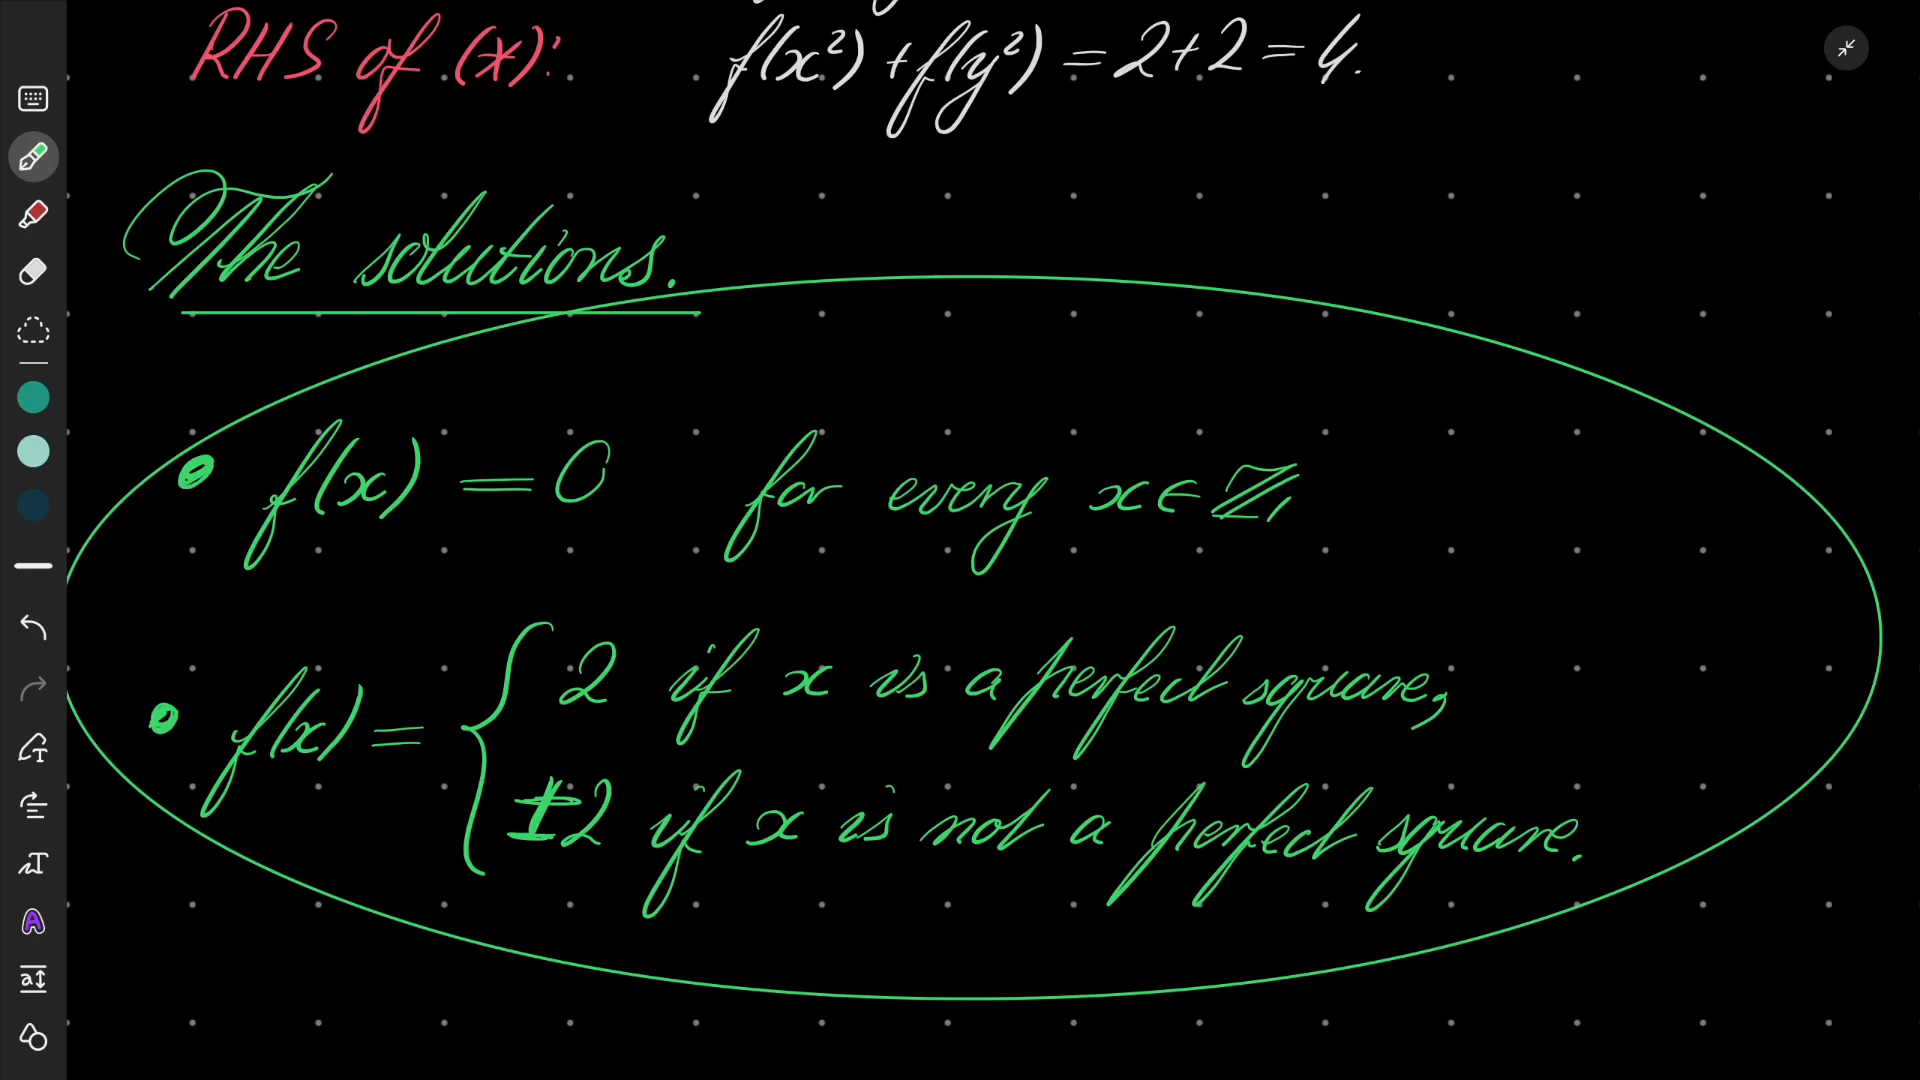 RHS of (*): f(x²) + f(y²) = 2+2 = 4.
The solutions.
f(x) = 0 for every x ∈ ℤ,
f(x) = { 2 if x is a perfect square;
±2 if x is not a perfect square.